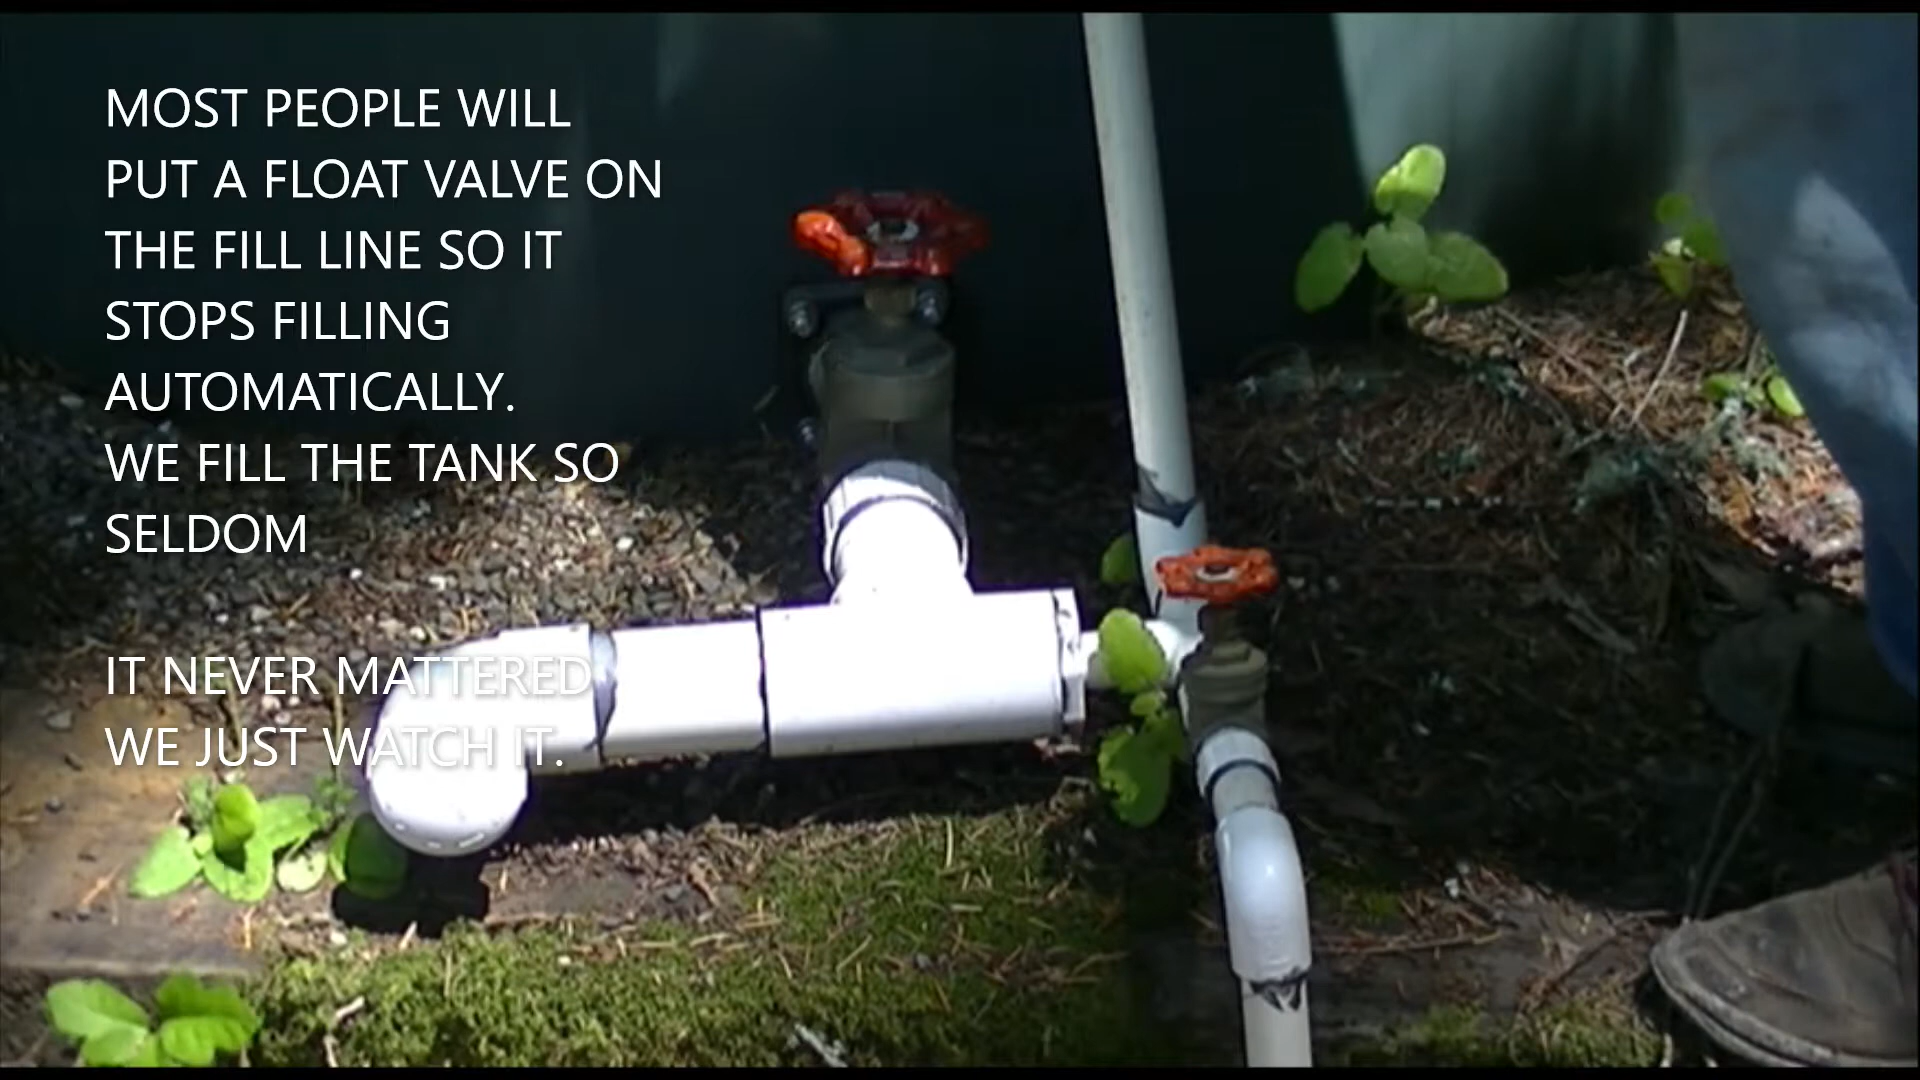 MOST PEOPLE WILL
PUT A FLOAT VALVE ON
THE FILL LINE SO IT
STOPS FILLING
AUTOMATICALLY.
WE FILL THE TANK SO
SELDOM
IT NEVER MATTERED
WE JUST WATCH IT.